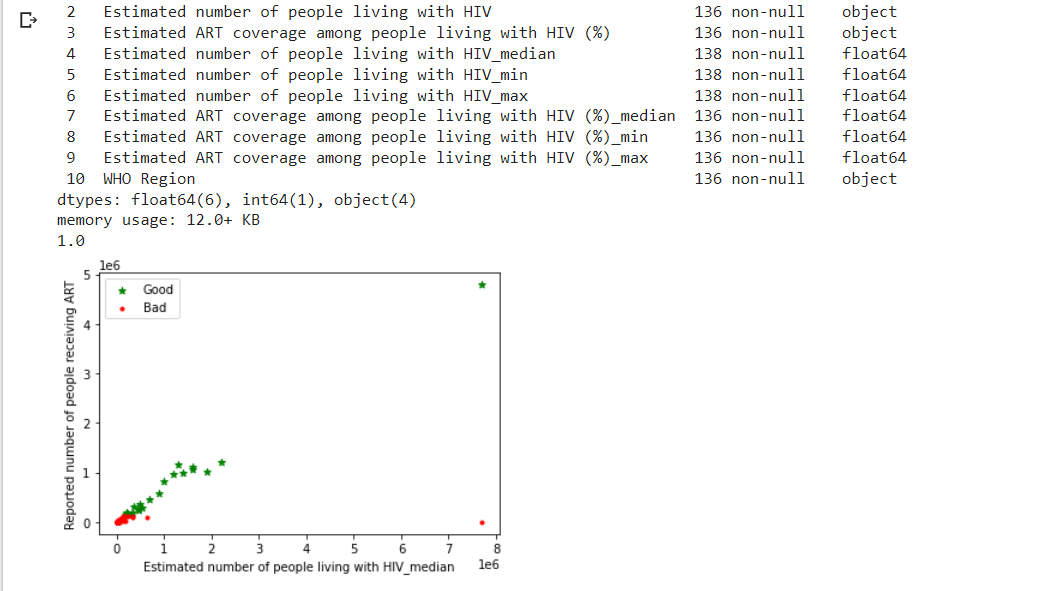 2 Estimated number of people living with HIV 136 non-null object
3 Estimated ART coverage among people living with HIV (%) 136 non-null object
4 Estimated number of people living with HIV_median 138 non-null float64
5 Estimated number of people living with HIV_min 138 non-null float64
6 Estimated number of people living with HIV_max 138 non-null float64
7 Estimated ART coverage among people living with HIV (%)_median 136 non-null float64
8 Estimated ART coverage among people living with HIV (%)_min 136 non-null float64
9 Estimated ART coverage among people living with HIV (%)_max 136 non-null float64
10 WHO Region 136 non-null object
dtypes: float64(6), int64(1), object(4)
memory usage: 12.0+ KB
1.0
1e6
Good
Bad
Reported number of people receiving ART
5
4
3
2
1
0
0 1 2 3 4 5 6 7 8
Estimated number of people living with HIV_median
1e6